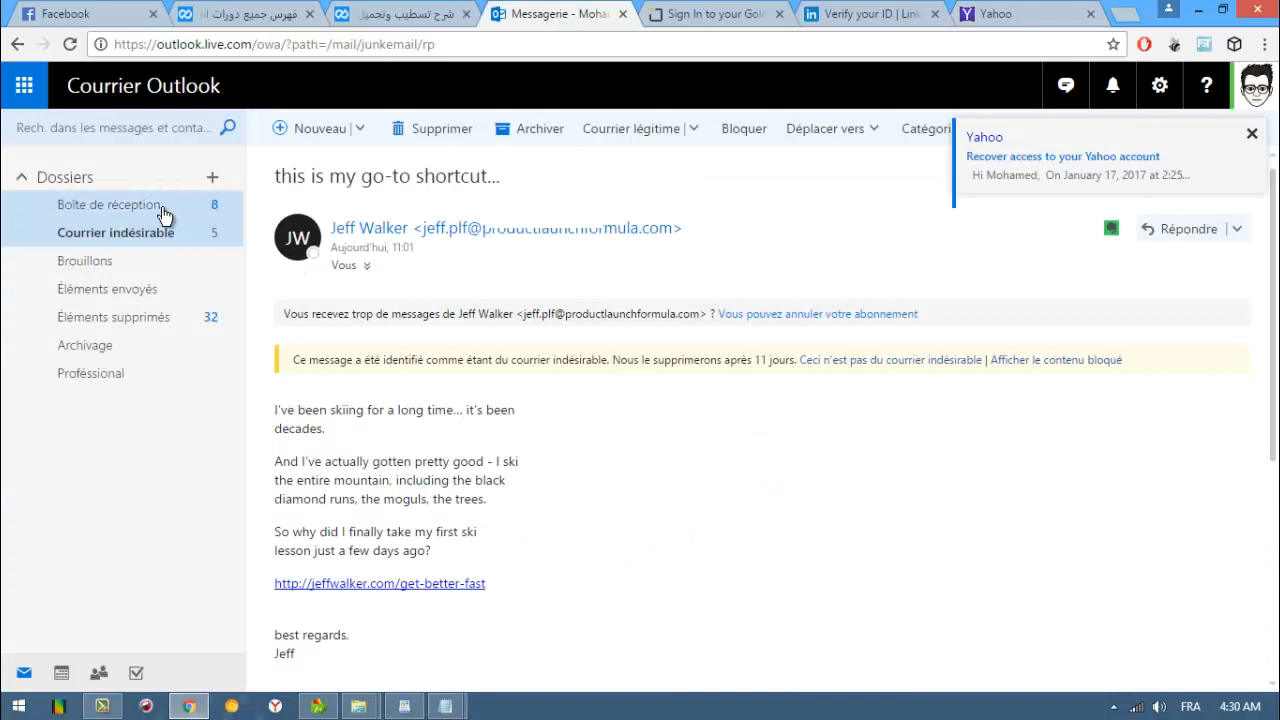 Facebook
فهرس جميع دورات
شرح تسطيب وتحميل
Messagerie - Moha
Sign In to your Gol
Verify your ID | Link
Yahoo
https://outlook.live.com/owa/?path=/mail/junkemail/rp
Courrier Outlook
Rech. dans les messages et conta...
Nouveau
Supprimer
Archiver
Courrier légitime
Bloquer
Déplacer vers
Catégori
Yahoo
Recover access to your Yahoo account
Hi Mohamed, On January 17, 2017 at 2:25...
Dossiers
Boîte de réception 8
Courrier indésirable 5
Brouillons
Éléments envoyés
Éléments supprimés 32
Archivage
Proféssional
this is my go-to shortcut...
JW
Jeff Walker <jeff.plf@productlaunchformula.com>
Aujourd'hui, 11:01
Vous
Répondre
Vous recevez trop de messages de Jeff Walker <jeff.plf@productlaunchformula.com> ? Vous pouvez annuler votre abonnement
Ce message a été identifié comme étant du courrier indésirable. Nous le supprimerons après 11 jours. Ceci n'est pas du courrier indésirable | Afficher le contenu bloqué
I've been skiing for a long time... it's been
decades.
And I've actually gotten pretty good - I ski
the entire mountain, including the black
diamond runs, the moguls, the trees.
So why did I finally take my first ski
lesson just a few days ago?
http://jeffwalker.com/get-better-fast
best regards,
Jeff
FRA
4:30 AM